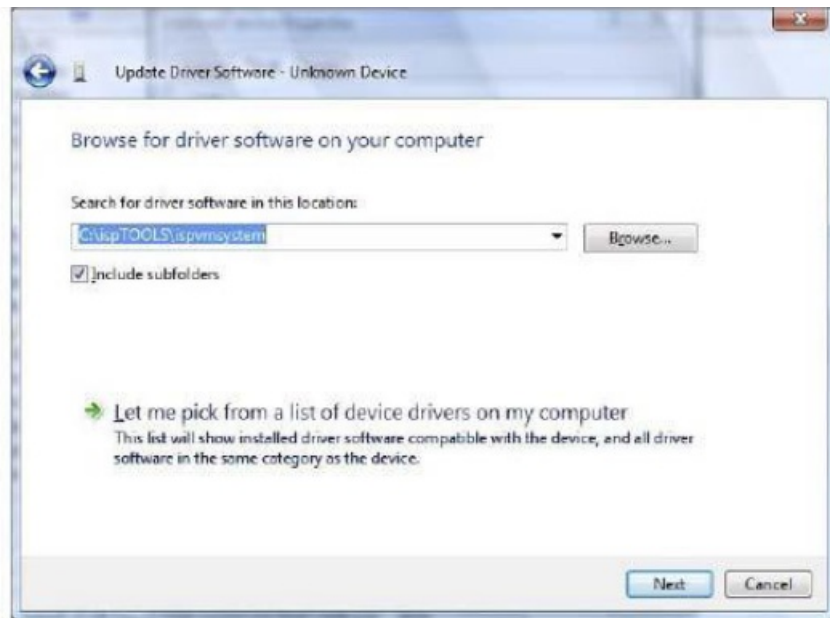 Update Driver Software - Unknown Device
Browse for driver software on your computer
Search for driver software in this location:
C:\ispTOOLS\ispvmsystem
Browse...
Include subfolders
Let me pick from a list of device drivers on my computer
This list will show installed driver software compatible with the device, and all driver
software in the same category as the device.
Next
Cancel